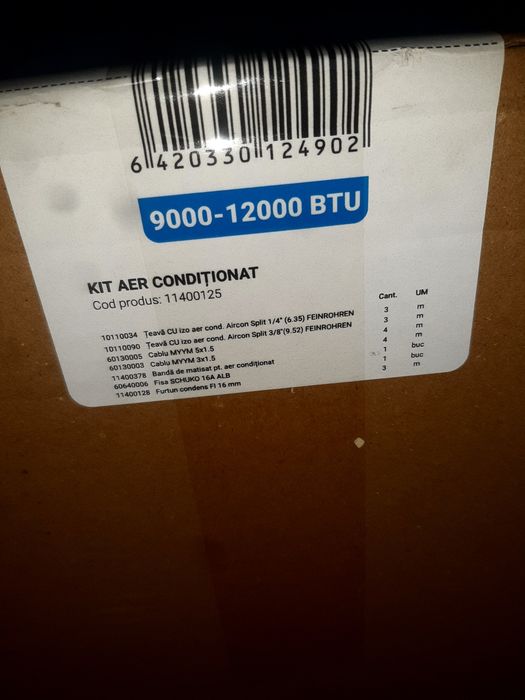 6 420330 124902
9000-12000 BTU
KIT AER CONDIȚIONAT
Cod produs: 11400125
Cant. UM
10110034 Țeavă CU izo aer cond. Aircon Split 1/4" (6.35) FEINROHREN 3 m
10110090 Țeavă CU izo aer cond. Aircon Split 3/8"(9.52) FEINROHREN 3 m
60130005 Cablu MYYM 5x1.5 4 m
60130003 Cablu MYYM 3x1.5 4 m
11400378 Bandă de matisat pt. aer condiționat 1 buc
60640006 Fisa SCHUKO 16A ALB 1 buc
11400128 Furtun condens FI 16 mm 3 m